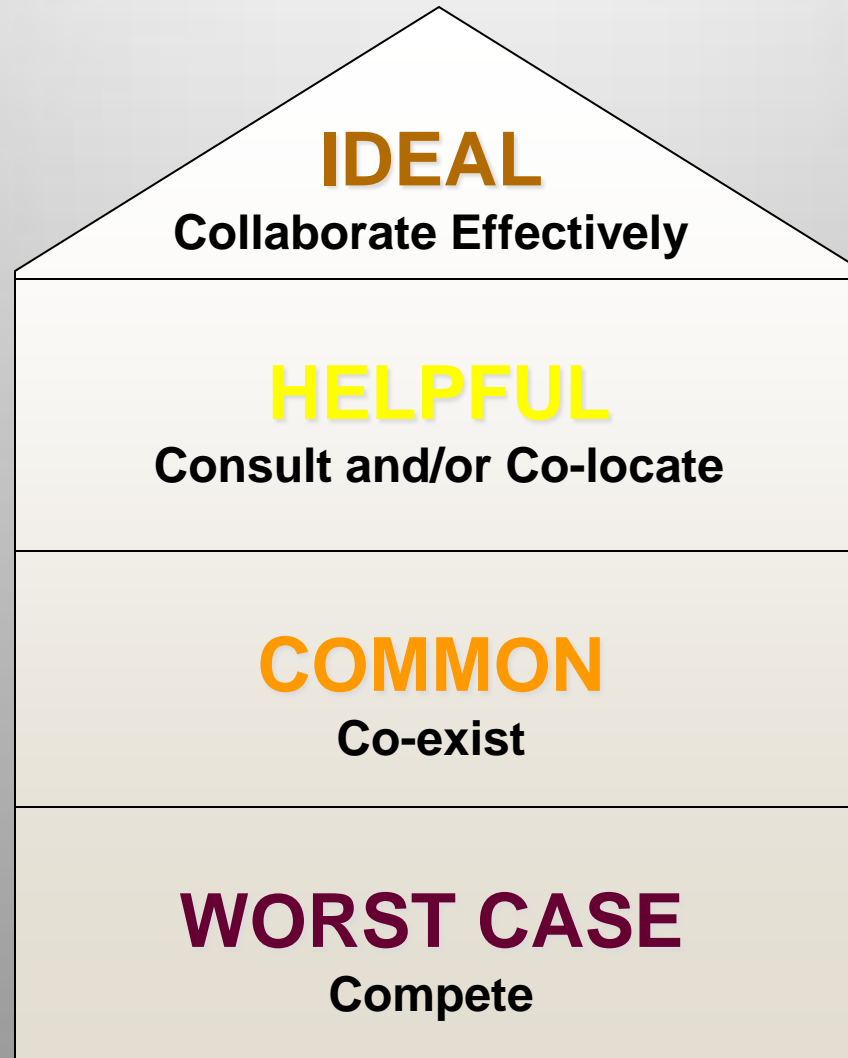 IDEAL
Collaborate Effectively
HELPFUL
Consult and/or Co-locate
COMMON
Co-exist
WORST CASE
Compete